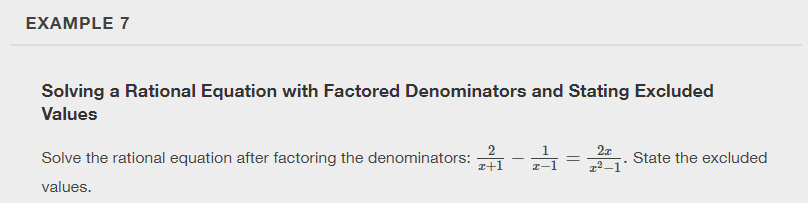 EXAMPLE 7
Solving a Rational Equation with Factored Denominators and Stating Excluded
Values
Solve the rational equation after factoring the denominators: \frac{2}{x+1} − \frac{1}{x−1} = \frac{2x}{x^2−1}. State the excluded
values.